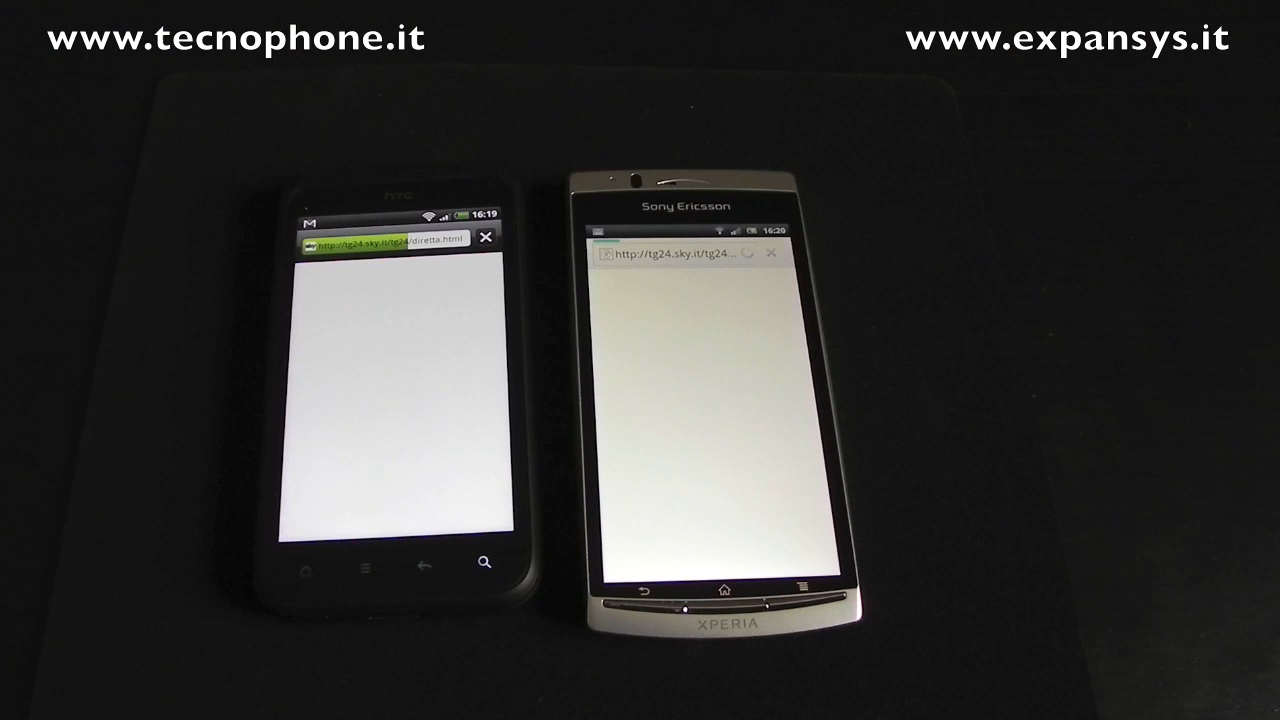 www.tecnophone.it
www.expansys.it
hTC
16:19
sky http://tg24.sky.it/tg24/diretta.html
Sony Ericsson
16:20
http://tg24.sky.it/tg24...
XPERIA